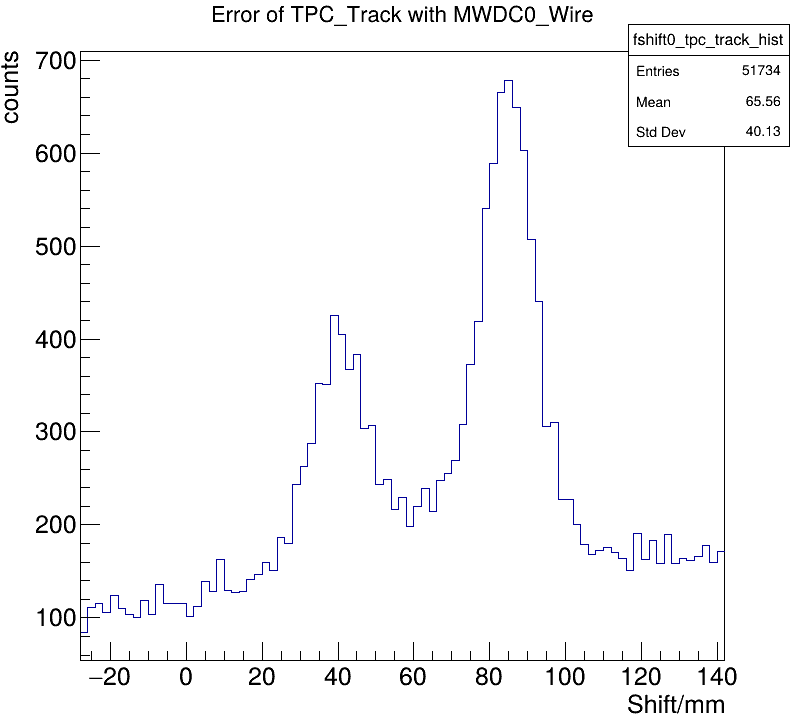 Error of TPC_Track with MWDC0_Wire
fshift0_tpc_track_hist
Entries 51734
Mean 65.56
Std Dev 40.13
counts
700
600
500
400
300
200
100
−20 0 20 40 60 80 100 120 140
Shift/mm